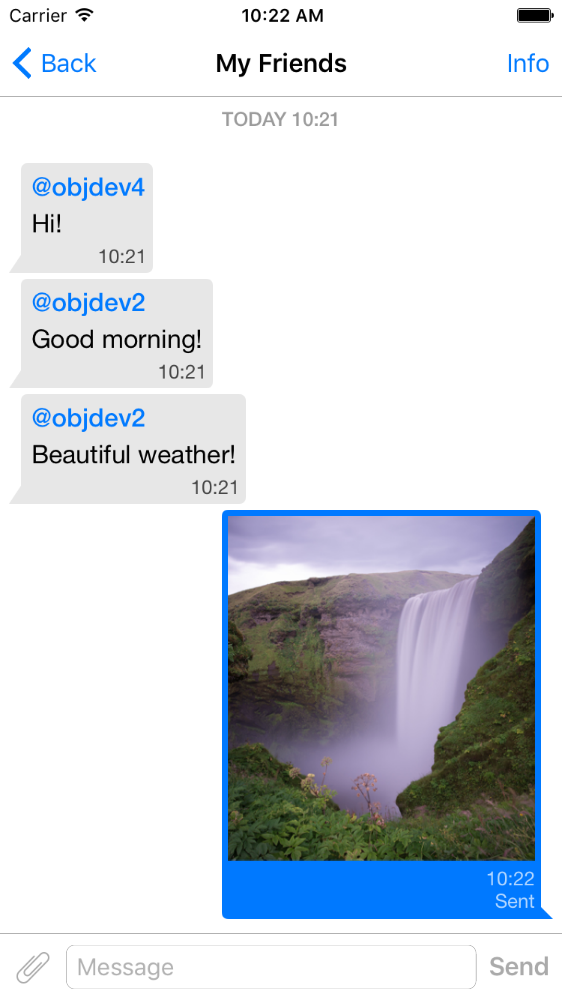 Carrier 10:22 AM
Back My Friends Info
TODAY 10:21
@objdev4
Hi!
10:21
@objdev2
Good morning!
10:21
@objdev2
Beautiful weather!
10:21
10:22
Sent
Message Send